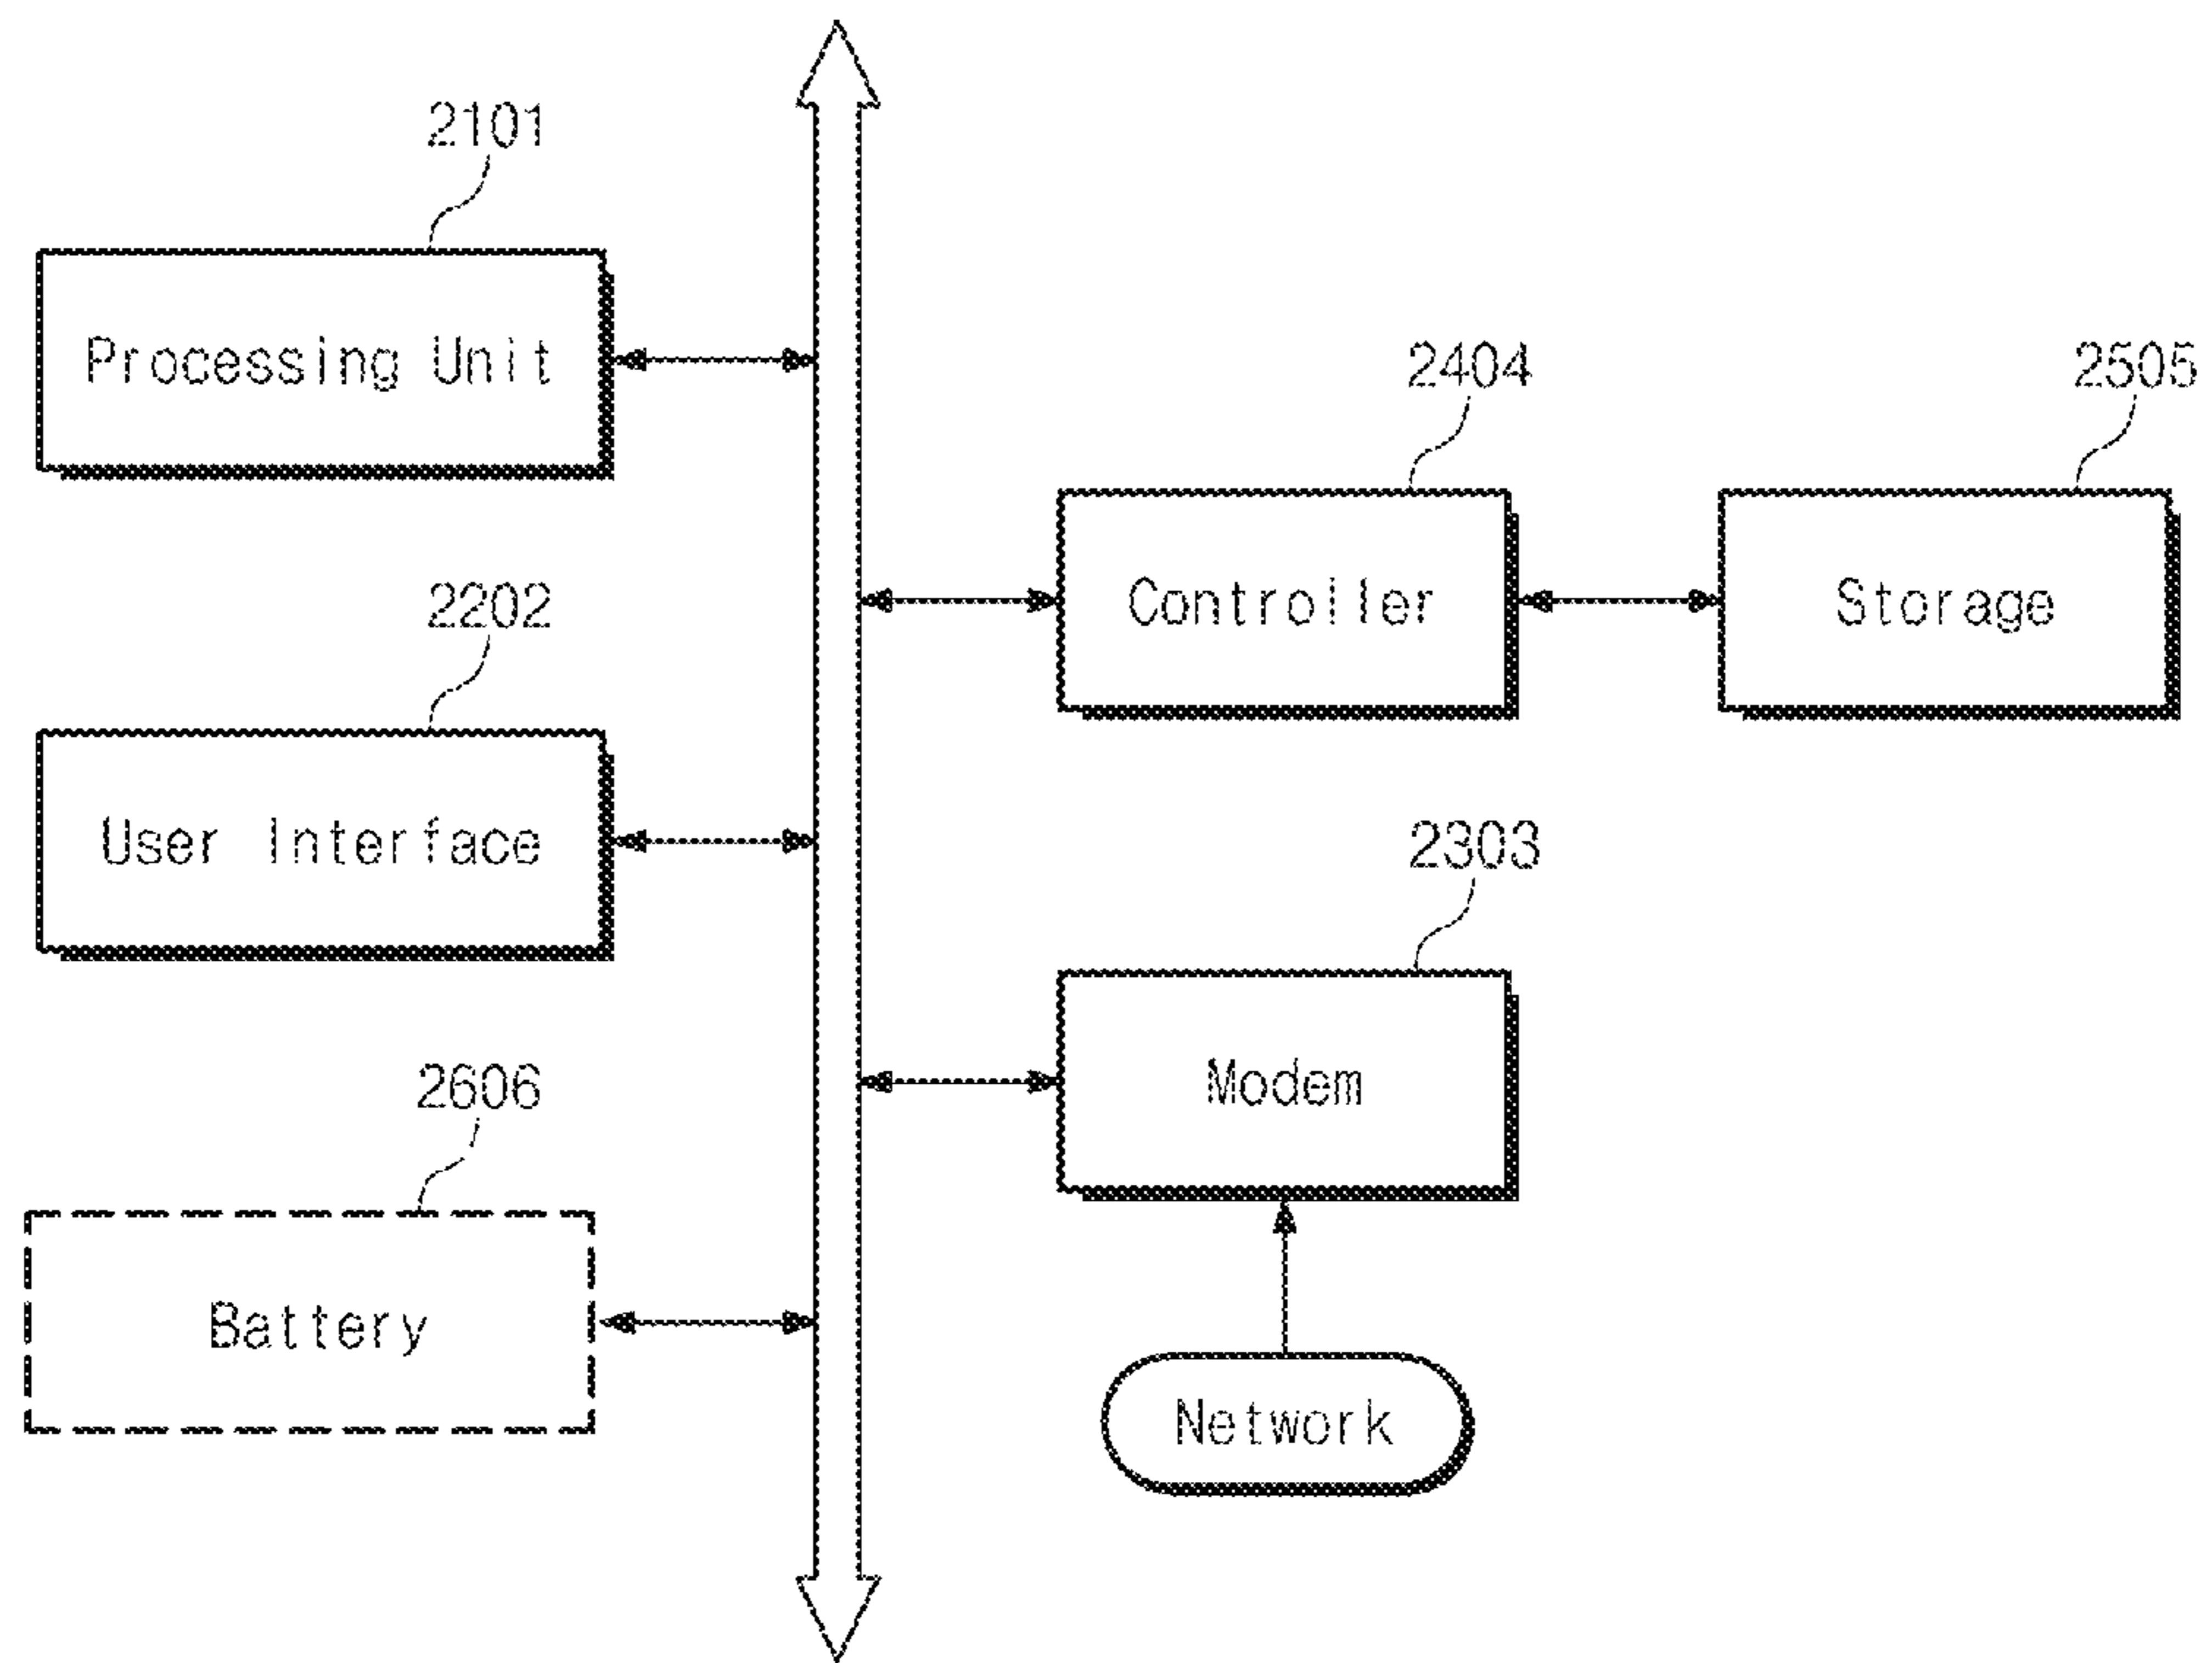 2101
Processing Unit
2404
2505
Controller
Storage
2202
User Interface
2303
Modem
2606
Battery
Network